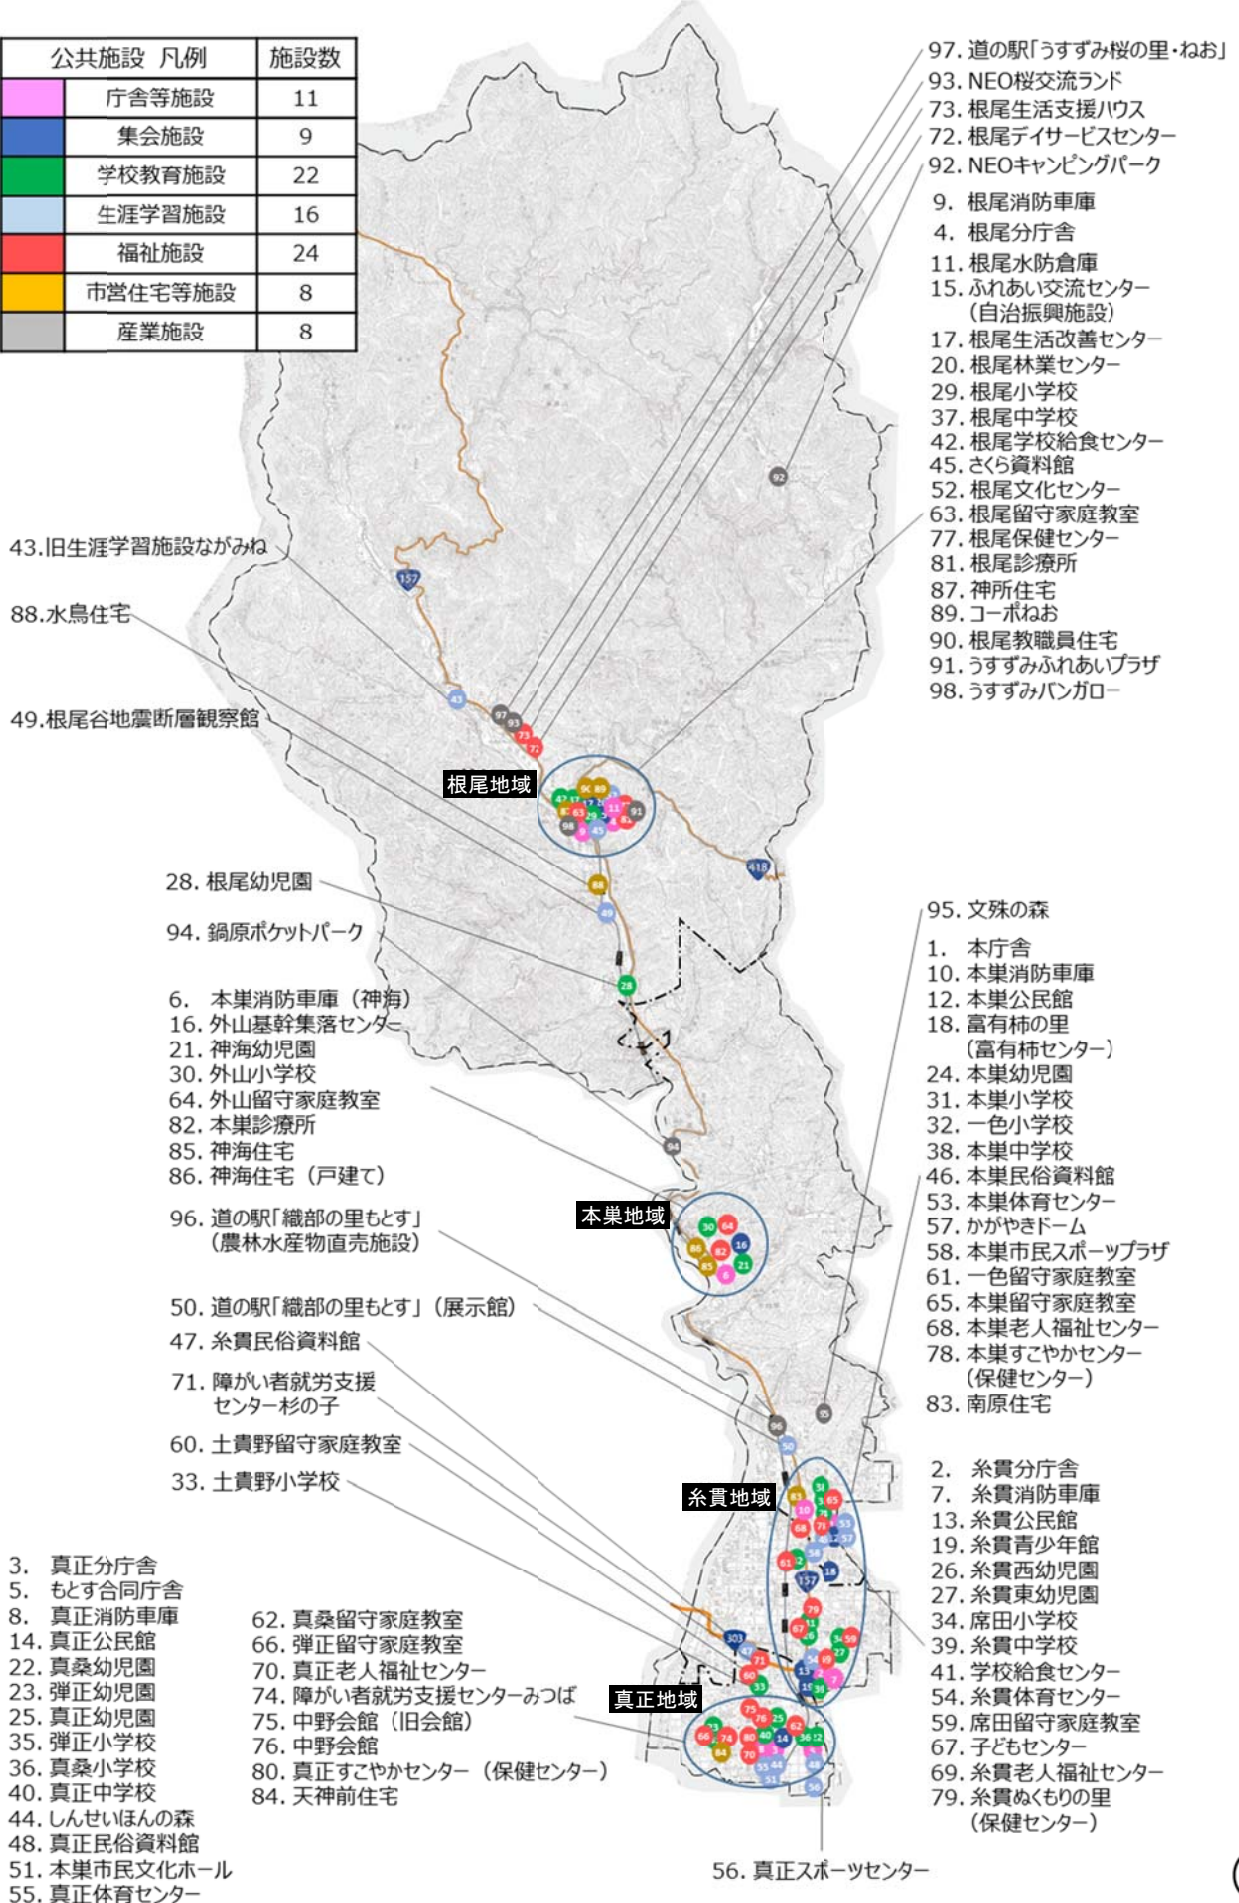 公共施設 凡例 施設数
庁舎等施設 11
集会施設 9
学校教育施設 22
生涯学習施設 16
福祉施設 24
市営住宅等施設 8
産業施設 8
97. 道の駅「うすずみ桜の里・ねお」
93. NEO桜交流ランド
73. 根尾生活支援ハウス
72. 根尾デイサービスセンター
92. NEOキャンピングパーク
9. 根尾消防車庫
4. 根尾分庁舎
11. 根尾水防倉庫
15. ふれあい交流センター
(自治振興施設)
17. 根尾生活改善センター
20. 根尾林業センター
29. 根尾小学校
37. 根尾中学校
42. 根尾学校給食センター
45. さくら資料館
52. 根尾文化センター
63. 根尾留守家庭教室
77. 根尾保健センター
81. 根尾診療所
87. 神所住宅
89. コーポねお
90. 根尾教職員住宅
91. うすずみふれあいプラザ
98. うすずみバンガロー
43.旧生涯学習施設ながみね
88.水鳥住宅
49.根尾谷地震断層観察館
157
418
92
43
97
93
73
根尾地域
88
49
28
28. 根尾幼児園
94. 鍋原ポケットパーク
6. 本巣消防車庫(神海)
16. 外山基幹集落センター
21. 神海幼児園
30. 外山小学校
64. 外山留守家庭教室
82. 本巣診療所
85. 神海住宅
86. 神海住宅(戸建て)
96. 道の駅「織部の里もとす」
(農林水産物直売施設)
50. 道の駅「織部の里もとす」(展示館)
47. 糸貫民俗資料館
71. 障がい者就労支援
センター杉の子
60. 土貴野留守家庭教室
33. 土貴野小学校
94
本巣地域
30 64
86 82 16
85 6 21
96
50
95. 文殊の森
1. 本庁舎
10. 本巣消防車庫
12. 本巣公民館
18. 富有柿の里
(富有柿センター)
24. 本巣幼児園
31. 本巣小学校
32. 一色小学校
38. 本巣中学校
46. 本巣民俗資料館
53. 本巣体育センター
57. かがやきドーム
58. 本巣市民スポーツプラザ
61. 一色留守家庭教室
65. 本巣留守家庭教室
68. 本巣老人福祉センター
78. 本巣すこやかセンター
(保健センター)
83. 南原住宅
糸貫地域
157
303
2. 糸貫分庁舎
7. 糸貫消防車庫
13. 糸貫公民館
19. 糸貫青少年館
26. 糸貫西幼児園
27. 糸貫東幼児園
34. 席田小学校
39. 糸貫中学校
41. 学校給食センター
54. 糸貫体育センター
59. 席田留守家庭教室
67. 子どもセンター
69. 糸貫老人福祉センター
79. 糸貫ぬくもりの里
(保健センター)
真正地域
3. 真正分庁舎
5. もとす合同庁舎
8. 真正消防車庫
14. 真正公民館
22. 真桑幼児園
23. 弾正幼児園
25. 真正幼児園
35. 弾正小学校
36. 真桑小学校
40. 真正中学校
44. しんせいほんの森
48. 真正民俗資料館
51. 本巣市民文化ホール
55. 真正体育センター
62. 真桑留守家庭教室
66. 弾正留守家庭教室
70. 真正老人福祉センター
74. 障がい者就労支援センターみつば
75. 中野会館(旧会館)
76. 中野会館
80. 真正すこやかセンター(保健センター)
84. 天神前住宅
56. 真正スポーツセンター